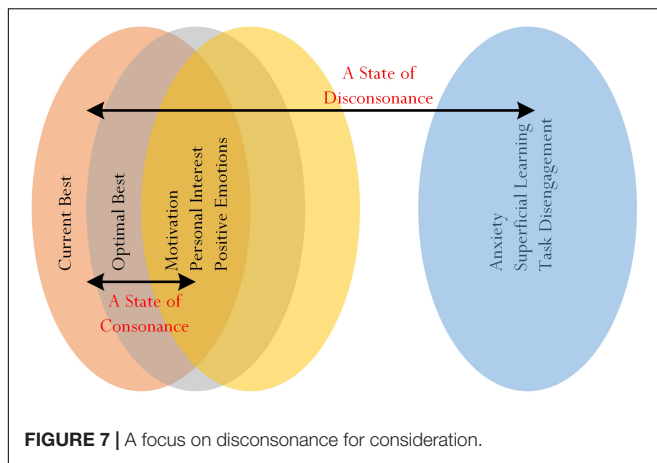 A State of
Disconsonance
Current Best
Optimal Best
Motivation
Personal Interest
Positive Emotions
Anxiety
Superficial Learning
Task Disengagement
A State of
Consonance
FIGURE 7 | A focus on disconsonance for consideration.